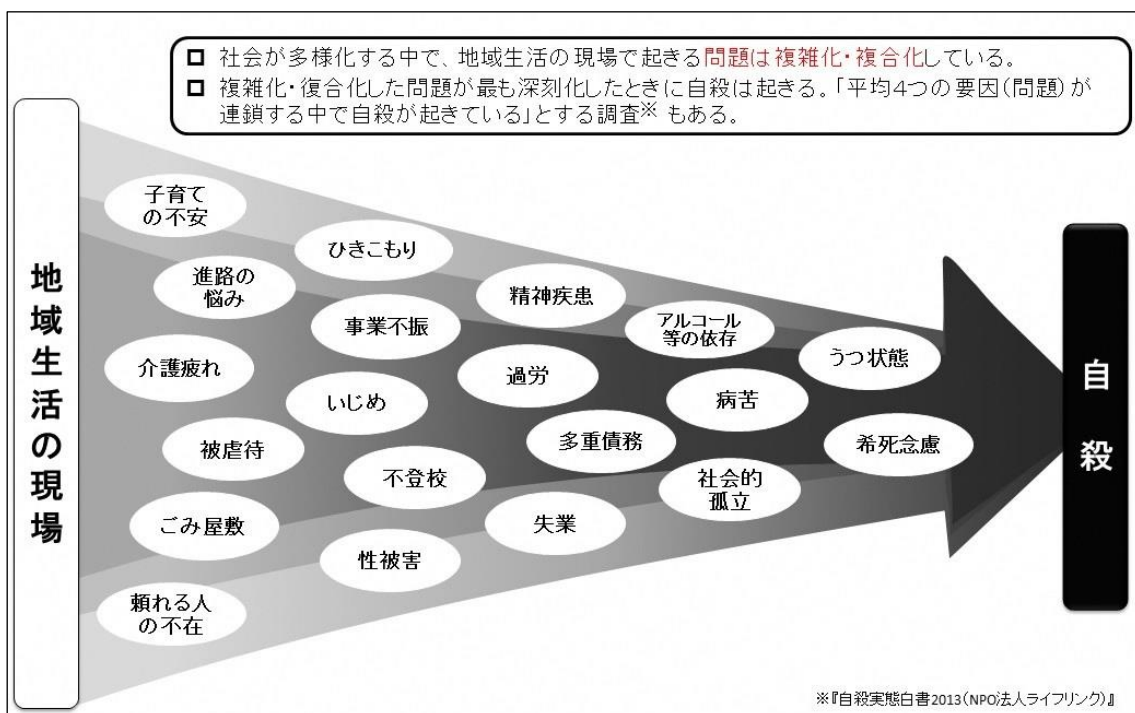 □ 社会が多様化する中で、地域生活の現場で起きる問題は複雑化・複合化している。
□ 複雑化・復合化した問題が最も深刻化したときに自殺は起きる。「平均4つの要因(問題)が
連鎖する中で自殺が起きている」とする調査※ もある。
地域生活の現場
子育て
の不安
進路の
悩み
介護疲れ
被虐待
ごみ屋敷
頼れる人
の不在
ひきこもり
事業不振
いじめ
不登校
性被害
精神疾患
過労
多重債務
失業
アルコール
等の依存
病苦
社会的
孤立
うつ状態
希死念慮
自殺
※『自殺実態白書2013(NPO法人ライフリンク)』